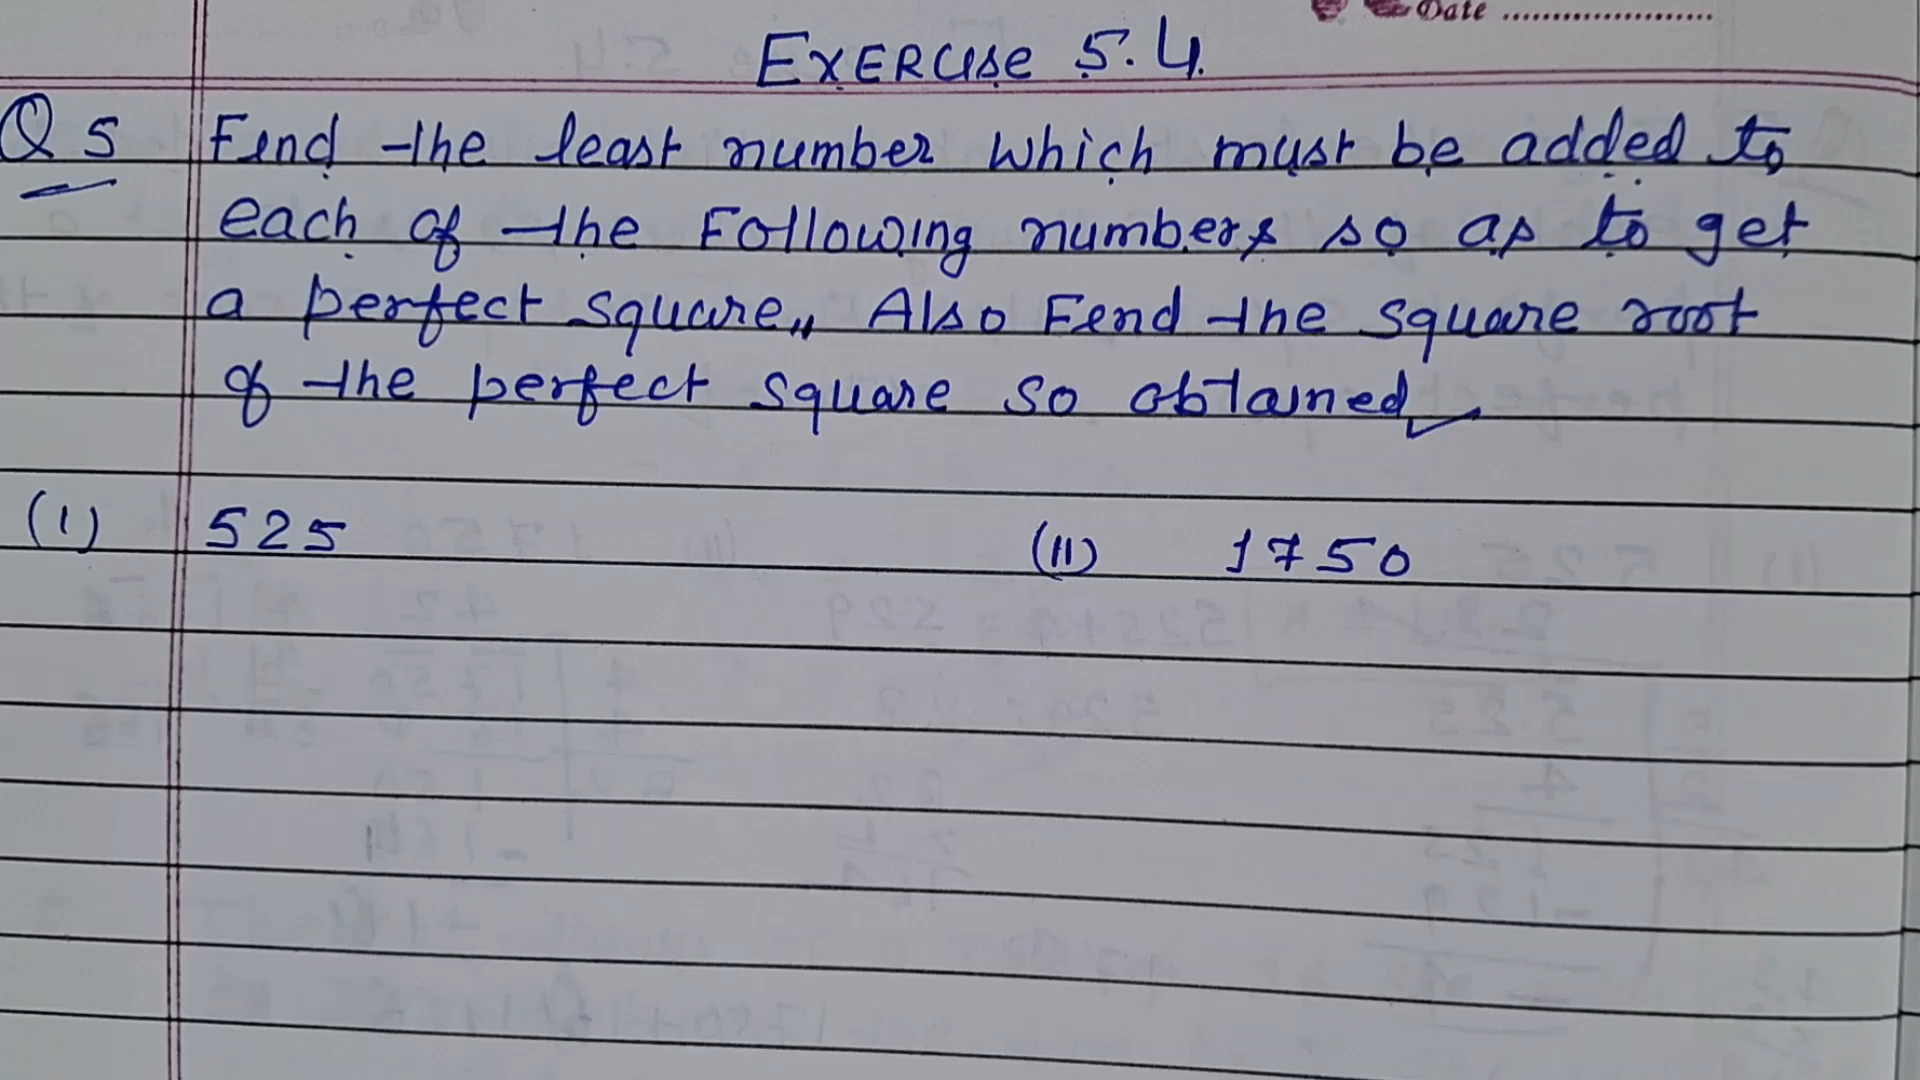 Date ......................
EXERCISE 5.4.
Q5 Find the least number which must be added to
each of the Following numbers so as to get
a perfect square,, Also Find the square root
of the perfect square so obtained
(1) 525 (11) 1750